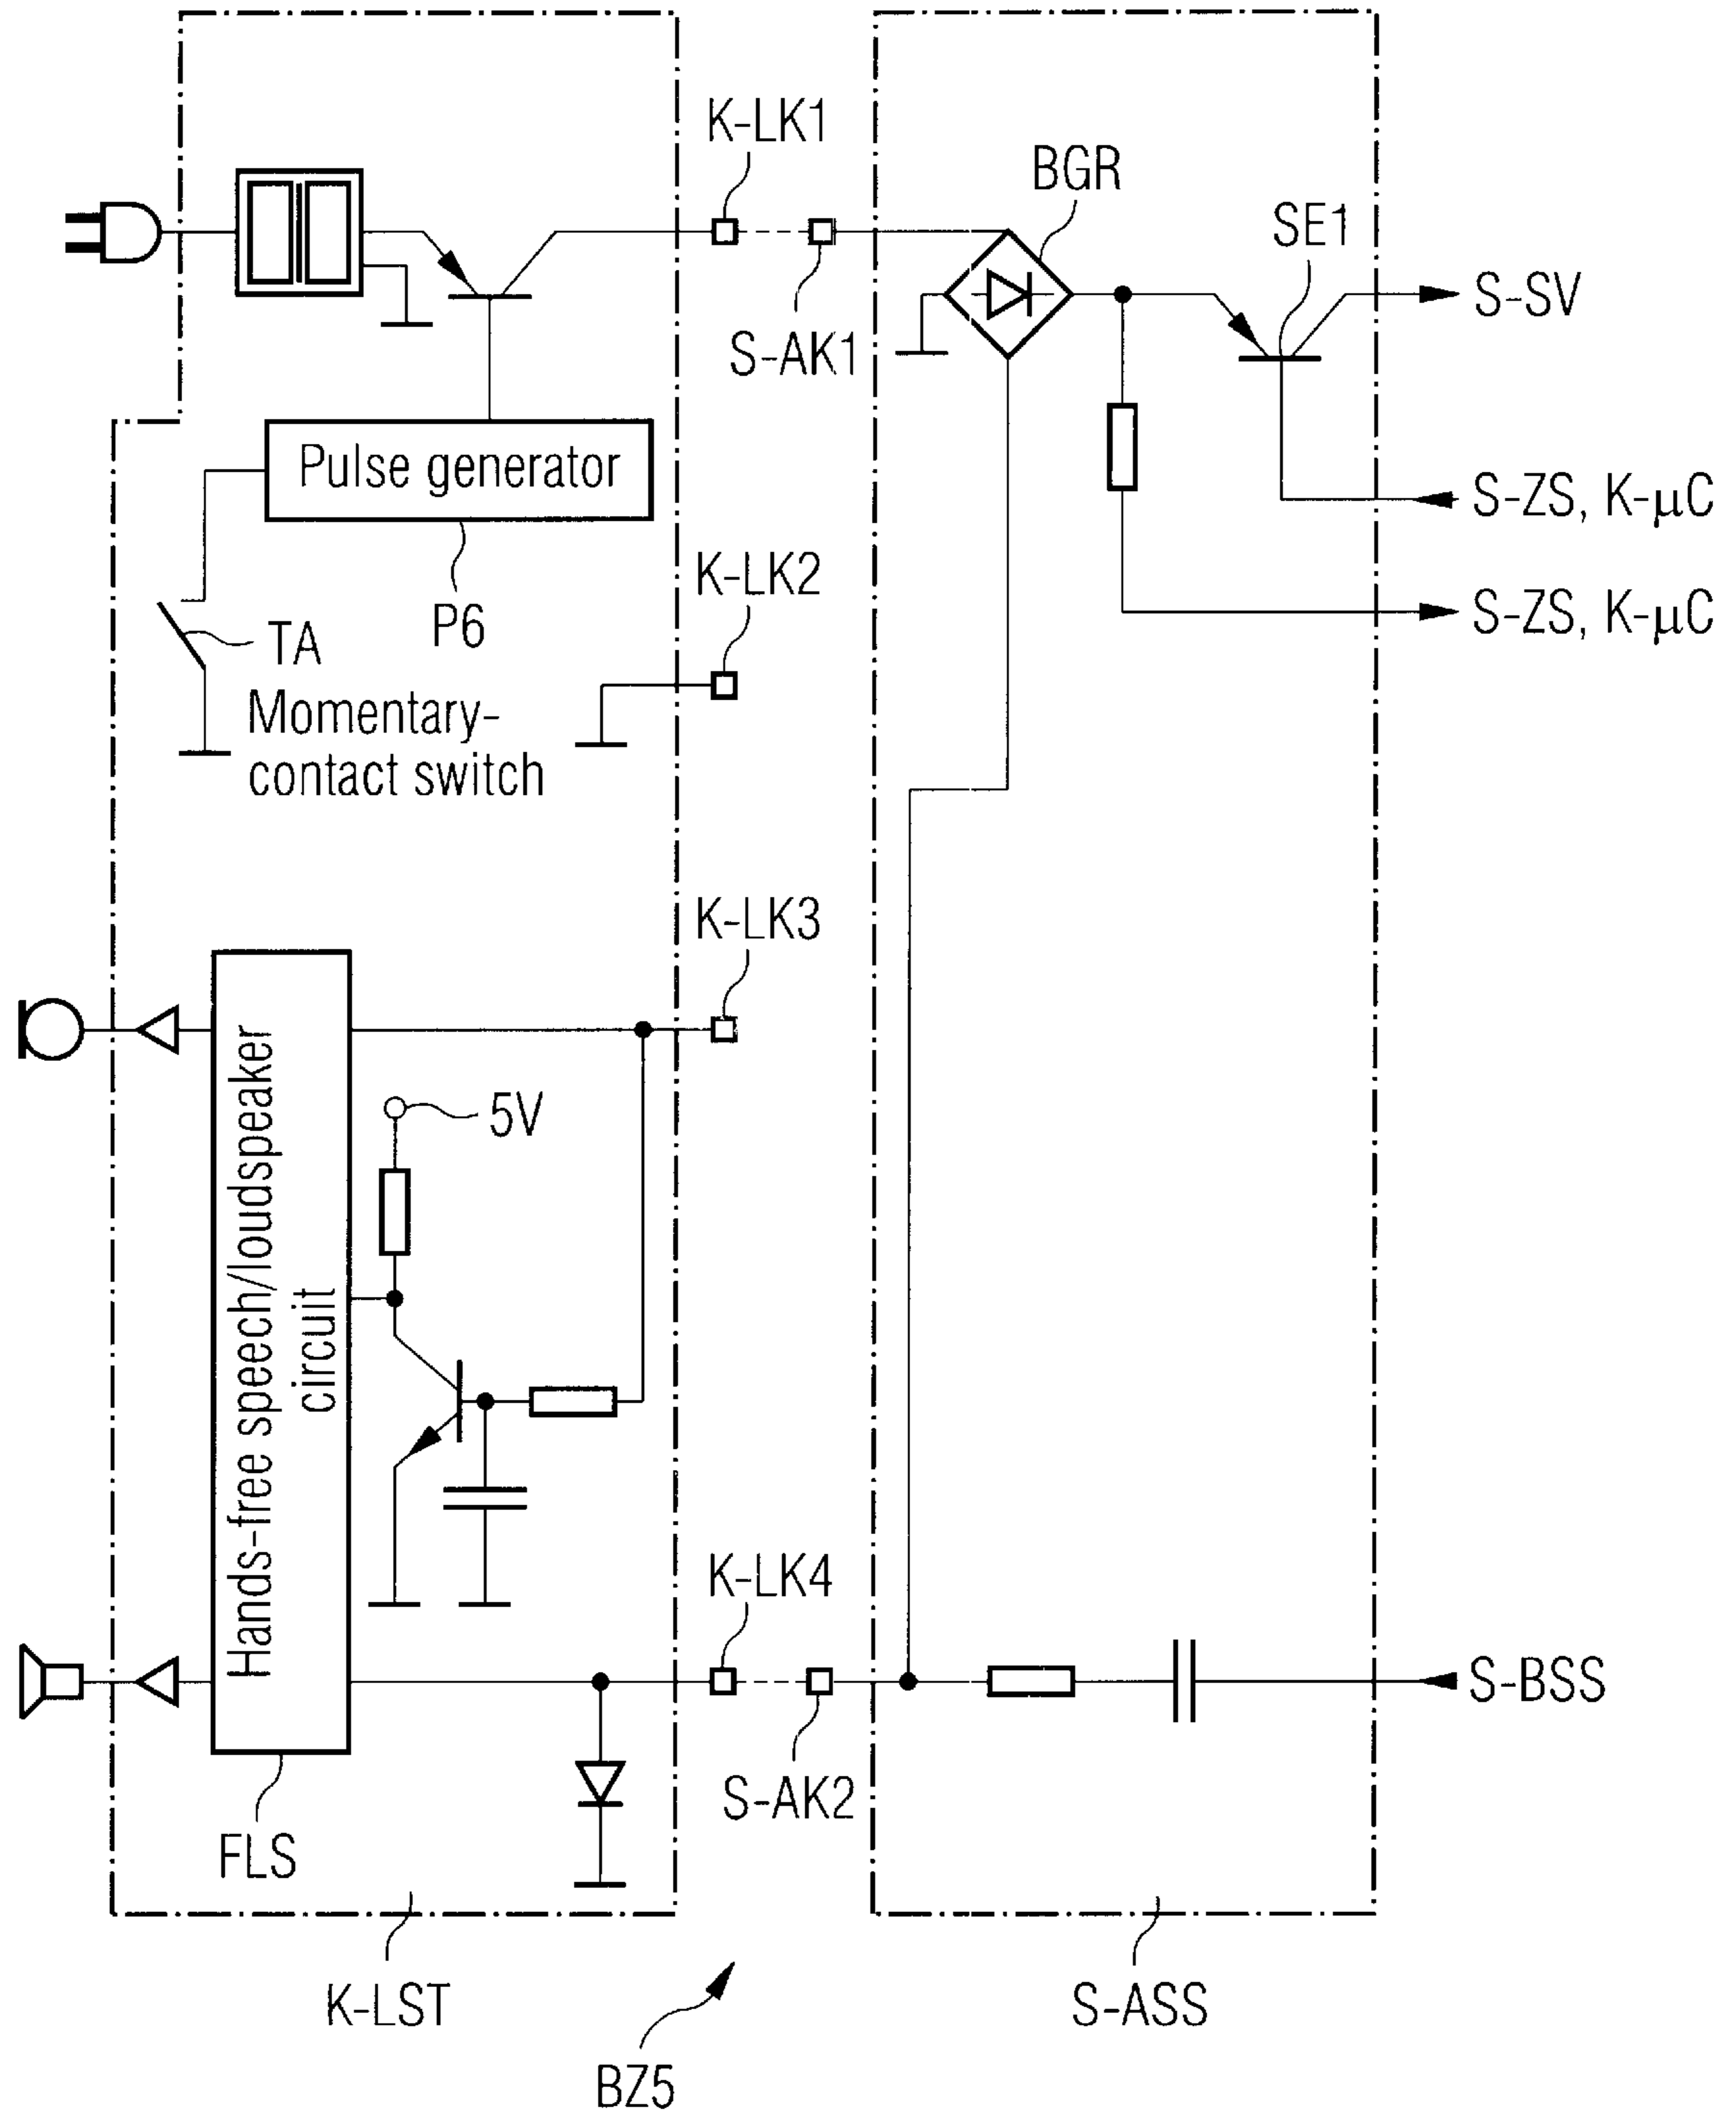 K-LK1
BGR
SE1
S-SV
S-AK1
Pulse generator
S-ZS, K-µC
K-LK2
P6
S-ZS, K-µC
TA
Momentary-
contact switch
K-LK3
5V
Hands-free speech/loudspeaker
circuit
K-LK4
S-BSS
S-AK2
FLS
K-LST
S-ASS
BZ5